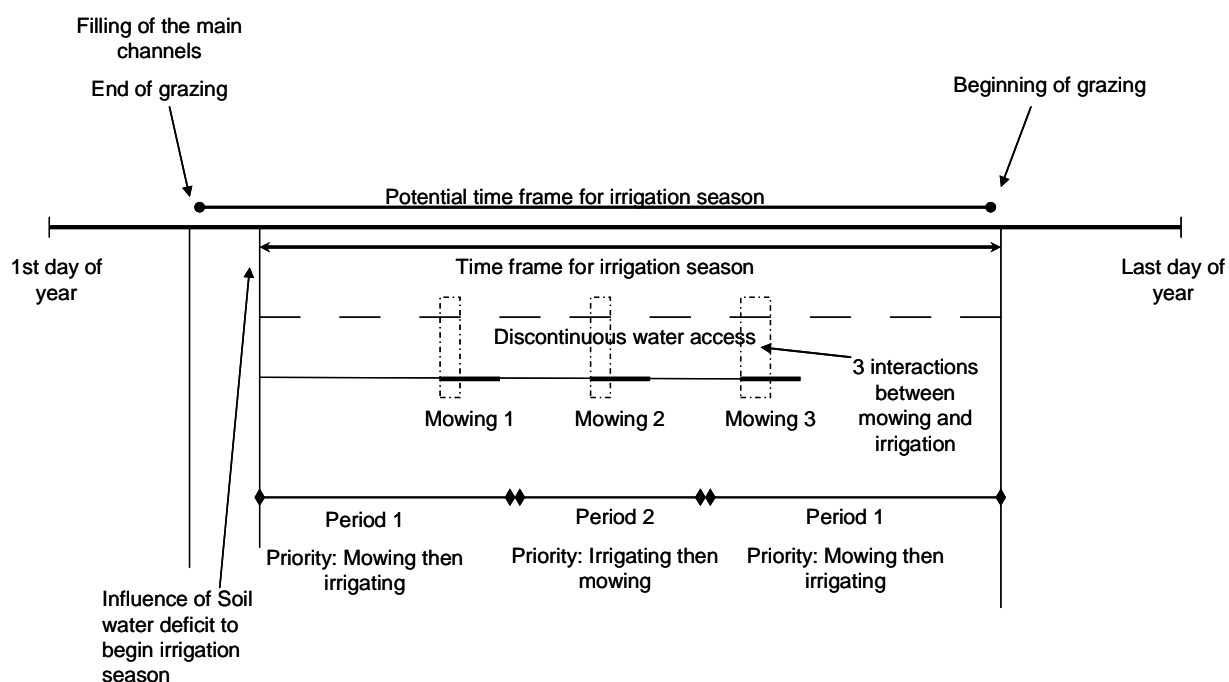 Filling of the main
channels
End of grazing
Beginning of grazing
Potential time frame for irrigation season
1st day of
year
Time frame for irrigation season
Last day of
year
Discontinuous water access
3 interactions
between
mowing and
irrigation
Mowing 1
Mowing 2
Mowing 3
Period 1
Priority: Mowing then
irrigating
Period 2
Priority: Irrigating then
mowing
Period 1
Priority: Mowing then
irrigating
Influence of Soil
water deficit to
begin irrigation
season